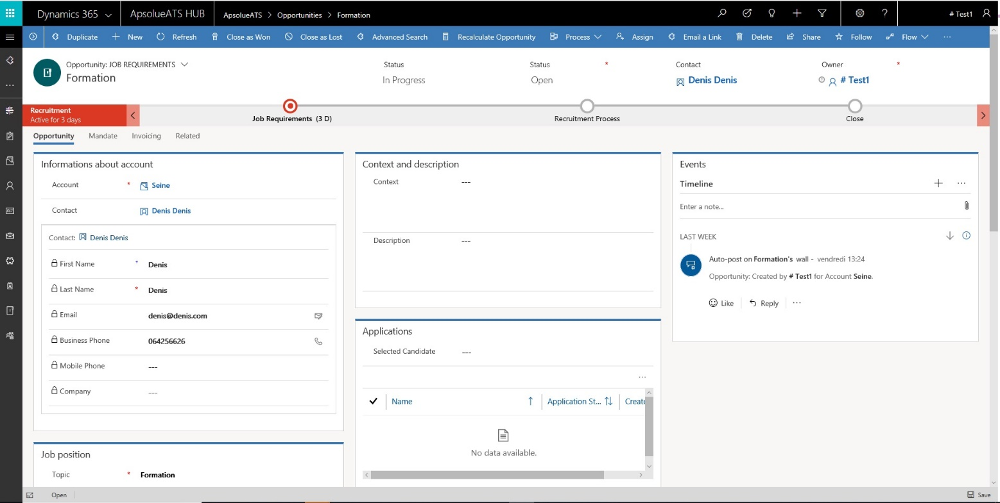 Dynamics 365 ApsolueATS HUB ApsolueATS > Opportunities > Formation # Test1
Duplicate New Refresh Close as Won Close as Lost Advanced Search Recalculate Opportunity Process Assign Email a Link Delete Share Follow Flow ...
Opportunity: JOB REQUIREMENTS
Formation
Status
In Progress
Status *
Open
Contact
Denis Denis
Owner *
# Test1
Recruitment
Active for 3 days
Job Requirements (3 D)
Recruitment Process
Close
Opportunity Mandate Invoicing Related
Informations about account
Account * Seine
Contact Denis Denis
Contact: Denis Denis
First Name + Denis
Last Name * Denis
Email denis@denis.com
Business Phone 064256626
Mobile Phone ---
Company ---
Job position
Topic * Formation
Context and description
Context ---
Description ---
Applications
Selected Candidate ---
...
Name Application St... Create
No data available.
Events
Timeline ...
Enter a note...
LAST WEEK
Auto-post on Formation's wall - vendredi 13:24
Opportunity: Created by # Test1 for Account Seine.
Like Reply ...
Open Save